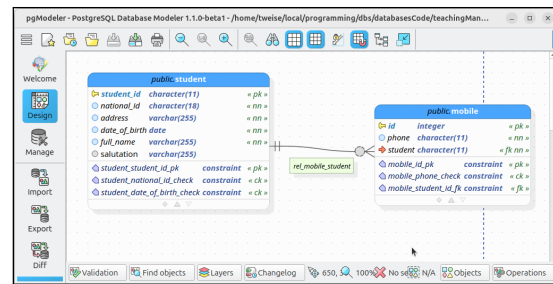 pgModeler - PostgreSQL Database Modeler 1.1.0-beta1 - /home/tweise/local/programming/dbs/databasesCode/teachingMan...
Welcome
Design
Manage
Import
Export
Diff
public.student
student_id character(11) « pk »
national_id character(18) « nn »
address varchar(255) « nn »
date_of_birth date « nn »
full_name varchar(255) « nn »
salutation varchar(255)
student_student_id_pk constraint « pk »
student_national_id_check constraint « ck »
student_date_of_birth_check constraint « ck »
rel_mobile_student
public.mobile
id integer « pk »
phone character(11) « nn »
student character(11) « fk nn »
mobile_id_pk constraint « pk »
mobile_phone_check constraint « ck »
mobile_student_id_fk constraint « fk »
Validation Find objects Layers Changelog 650, 100% No se N/A Objects Operations